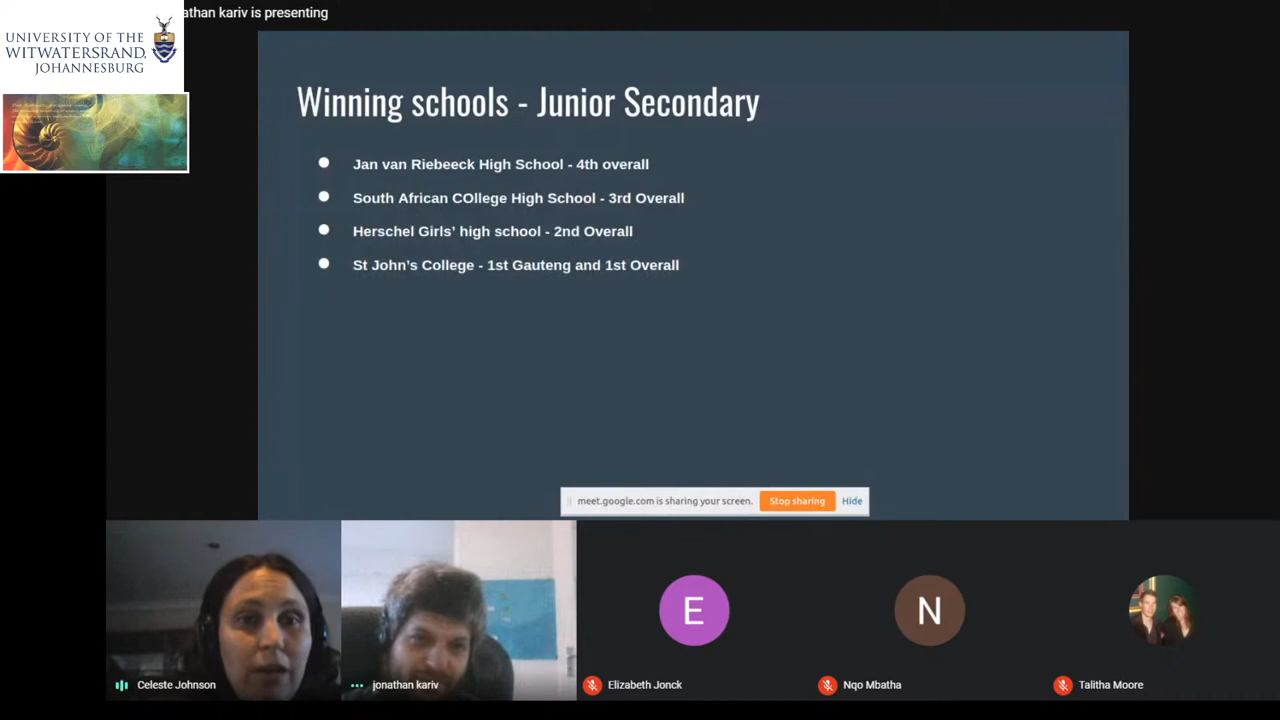 UNIVERSITY OF THE
WITWATERSRAND,
JOHANNESBURG
athan kariv is presenting
Winning schools - Junior Secondary
Jan van Riebeeck High School - 4th overall
South African COllege High School - 3rd Overall
Herschel Girls’ high school - 2nd Overall
St John’s College - 1st Gauteng and 1st Overall
meet.google.com is sharing your screen. Stop sharing Hide
E
N
Celeste Johnson
jonathan kariv
Elizabeth Jonck
Nqo Mbatha
Talitha Moore